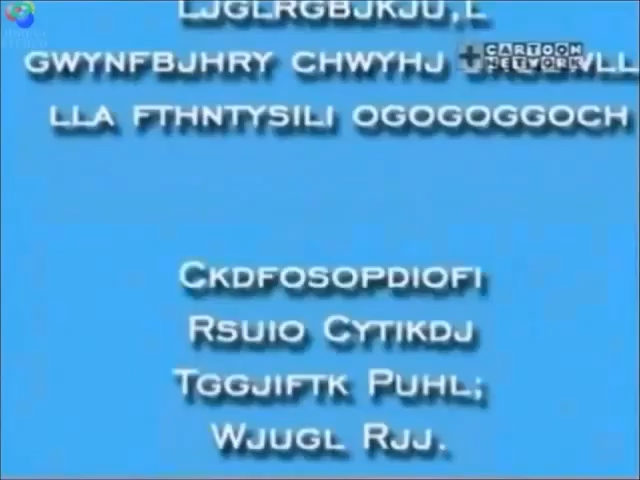 LJGLRGBJKJU,L
GWYNFBJHRY CHWYHJ
CARTOON
NETWORK
LLA FTHNTYSILI OGOGOGGOCH
CKDFOSOPDIOFI
RSUIO CYTIKDJ
TGGJIFTK PUHL;
WJUGL RJJ.